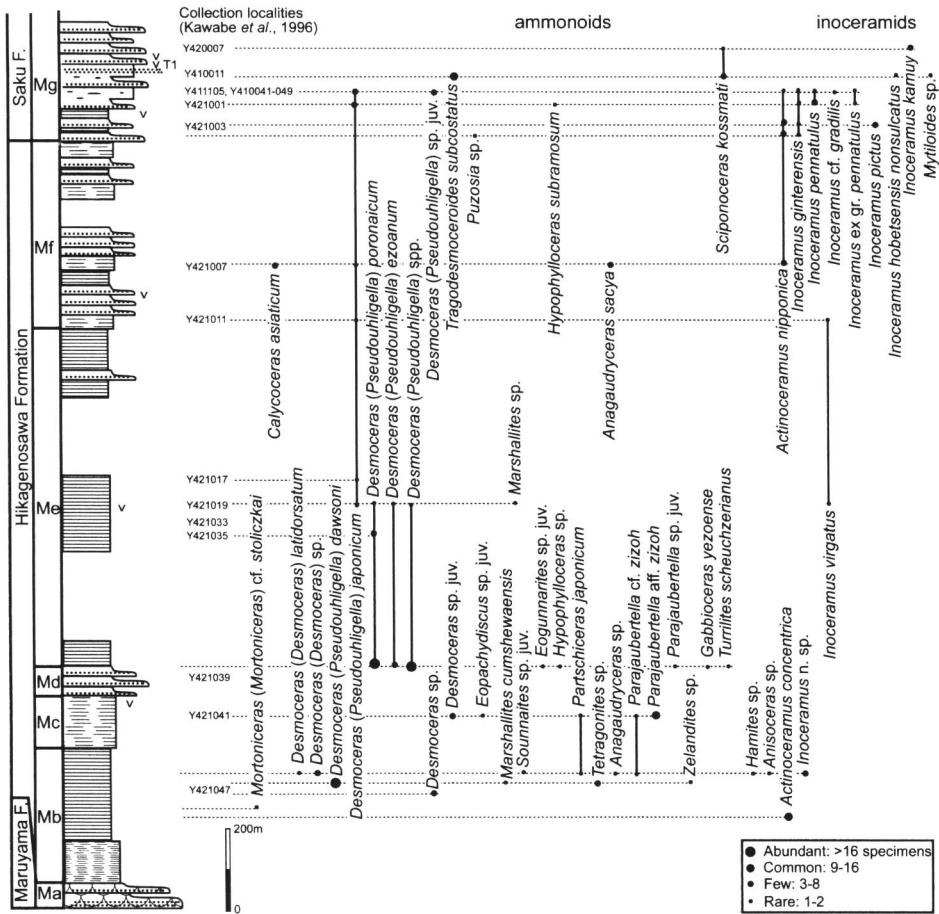 Collection localities
(Kawabe et al., 1996)
ammonoids
inoceramids
Saku F.
Hikagenosawa Formation
Maruyama F.
Mg
Mf
Me
Md
Mc
Mb
Ma
v
v T1
v
v
v
v
Y420007
Y410011
Y411105, Y410041-049
Y421001
Y421003
Y421007
Y421011
Y421017
Y421019
Y421033
Y421035
Y421039
Y421041
Y421047
Mortoniceras (Mortoniceras) cf. stoliczkai
Calycoceras asiaticum
Desmoceras (Desmoceras) latidorsatum
Desmoceras (Desmoceras) sp.
Desmoceras (Pseudouhligella) dawsoni
Desmoceras (Pseudouhligella) japonicum
Desmoceras (Pseudouhligella) poronaicum
Desmoceras (Pseudouhligella) ezoanum
Desmoceras (Pseudouhligella) spp.
Desmoceras (Pseudouhligella) sp. juv.
Desmoceras sp.
Tragodesmoceroides subcostatus
Desmoceras sp. juv.
Puzosia sp.
Eopachydiscus sp. juv.
Marshallites cumshewaensis
Marshallites sp.
Sounnaites sp. juv.
Eogunnarites sp. juv.
Hypophylloceras subramosum
Hypophylloceras sp.
Partschiceras japonicum
Tetragonites sp.
Anagaudryceras sacya
Anagaudryceras sp.
Parajaubertella cf. zizoh
Parajaubertella aff. zizoh
Parajaubertella sp. juv.
Zelandites sp.
Gabbioceras yezoense
Sciponoceras kossmati
Turrilites scheuchzerianus
Hamites sp.
Anisoceras sp.
Actinoceramus concentrica
Actinoceramus nipponica
Inoceramus n. sp.
Inoceramus ginterensis
Inoceramus pennatulus
Inoceramus virgatus
Inoceramus cf. gradilis
Inoceramus ex gr. pennatulus
Inoceramus pictus
Inoceramus hobetsensis nonsulcatus
Inoceramus kamuy
Mytiloides sp.
200m
0
Abundant: >16 specimens
Common: 9-16
Few: 3-8
Rare: 1-2